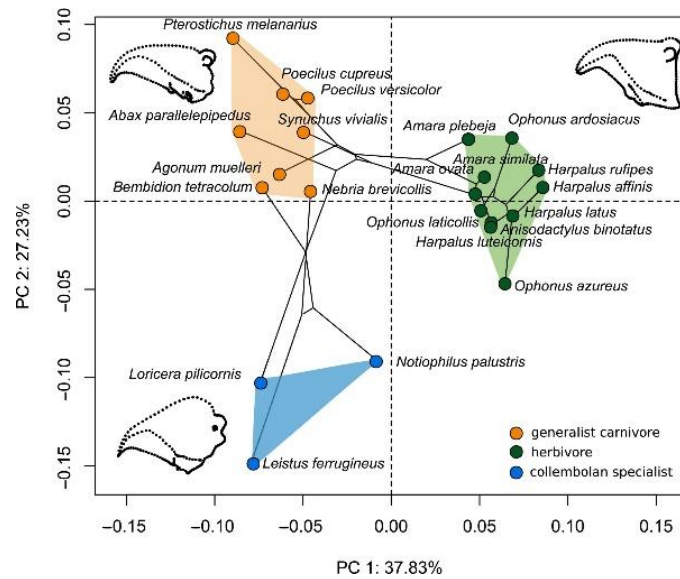 0.10
0.05
0.00
−0.05
−0.10
−0.15
PC 2: 27.23%
Pterostichus melanarius
Poecilus cupreus
Poecilus versicolor
Abax parallelepipedus
Synuchus vivialis
Agonum muelleri
Bembidion tetracolum
Nebria brevicollis
Amara plebeja
Ophonus ardosiacus
Amara similata
Amara ovata
Harpalus rufipes
Harpalus affinis
Harpalus latus
Ophonus laticollis
Anisodactylus binotatus
Harpalus luteicornis
Ophonus azureus
Notiophilus palustris
Loricera pilicornis
Leistus ferrugineus
generalist carnivore
herbivore
collembolan specialist
−0.15
−0.10
−0.05
0.00
0.05
0.10
0.15
PC 1: 37.83%